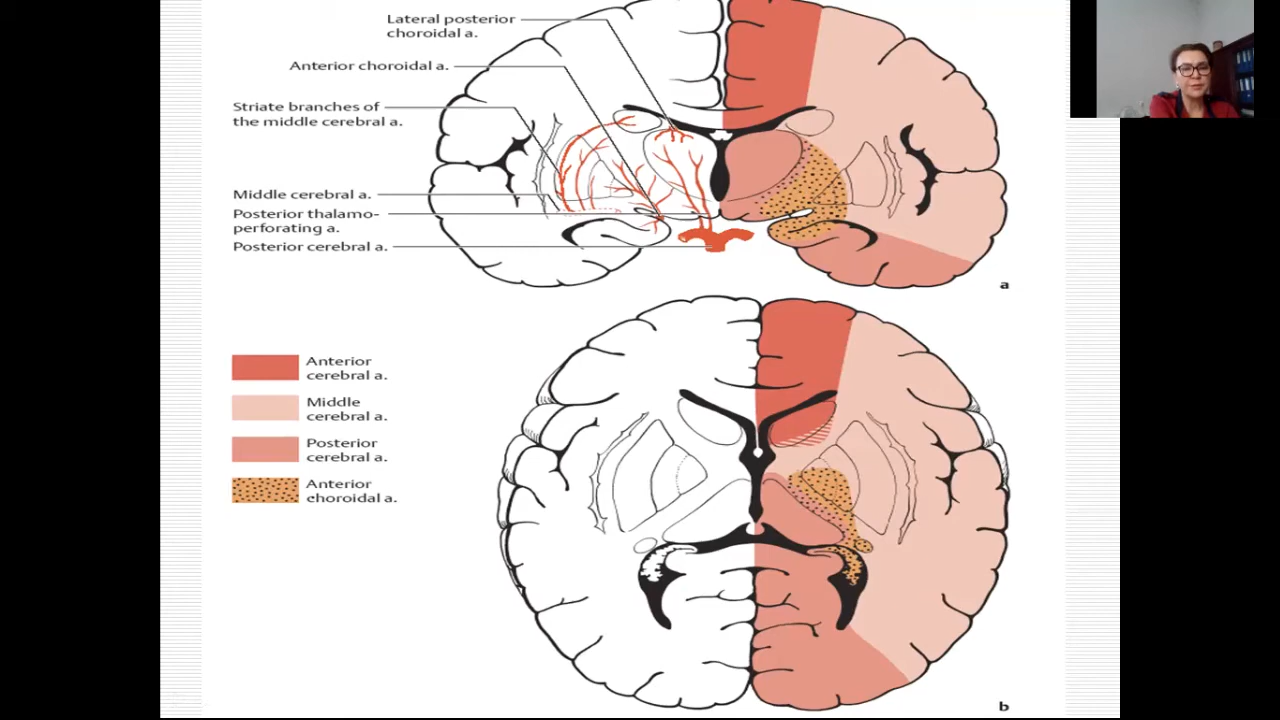 Lateral posterior
choroidal a.
Anterior choroidal a.
Striate branches of
the middle cerebral a.
Middle cerebral a.
Posterior thalamo-
perforating a.
Posterior cerebral a.
a
Anterior
cerebral a.
Middle
cerebral a.
Posterior
cerebral a.
Anterior
choroidal a.
b